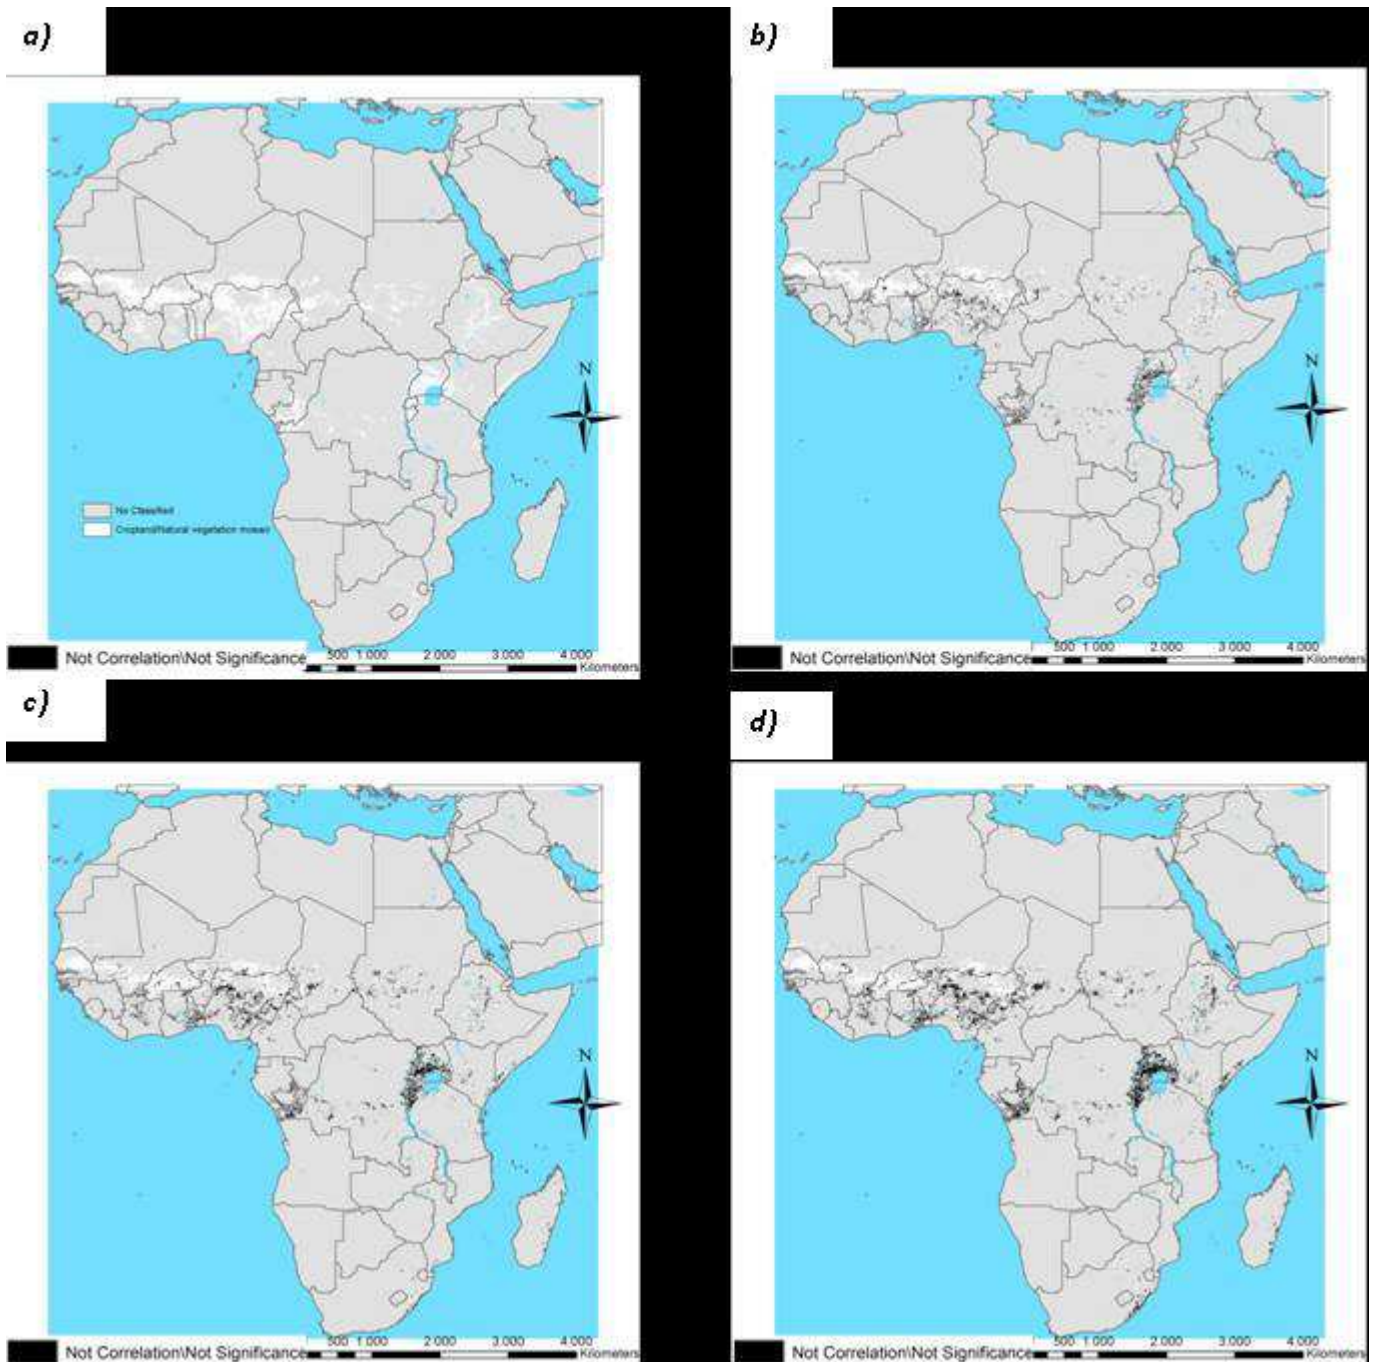 a)
b)
N
N
No Classified
Cropland/Natural vegetation mosaic
Not Correlation\Not Significance
500 1 000 2 000 3 000 4 000
Kilometers
Not Correlation\Not Significance
500 1 000 2 000 3 000 4 000
Kilometers
c)
d)
N
N
Not Correlation\Not Significance
500 1 000 2 000 3 000 4 000
Kilometers
Not Correlation\Not Significance
500 1 000 2 000 3 000 4 000
Kilometers